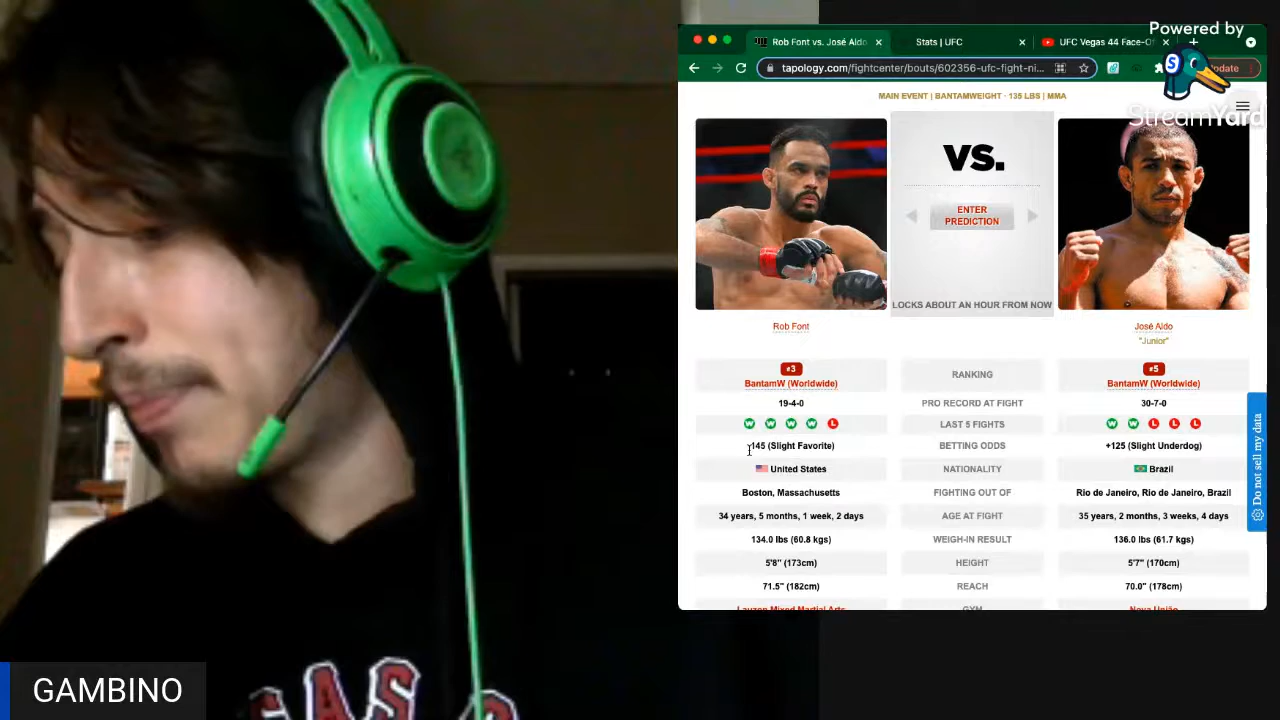 Powered by
StreamYard
Rob Font vs. José Aldo
Stats | UFC
UFC Vegas 44 Face-Of
tapology.com/fightcenter/bouts/602356-ufc-fight-ni...
MAIN EVENT | BANTAMWEIGHT · 135 LBS | MMA
VS.
ENTER
PREDICTION
LOCKS ABOUT AN HOUR FROM NOW
Rob Font
José Aldo
"Junior"
#3
BantamW (Worldwide)
RANKING
#5
BantamW (Worldwide)
19-4-0
PRO RECORD AT FIGHT
30-7-0
W W W W L
LAST 5 FIGHTS
W W L L L
-145 (Slight Favorite)
BETTING ODDS
+125 (Slight Underdog)
United States
NATIONALITY
Brazil
Boston, Massachusetts
FIGHTING OUT OF
Rio de Janeiro, Rio de Janeiro, Brazil
34 years, 5 months, 1 week, 2 days
AGE AT FIGHT
35 years, 2 months, 3 weeks, 4 days
134.0 lbs (60.8 kgs)
WEIGH-IN RESULT
136.0 lbs (61.7 kgs)
5'8" (173cm)
HEIGHT
5'7" (170cm)
71.5" (182cm)
REACH
70.0" (178cm)
Lauzon Mixed Martial Arts
GYM
Nova União
Do not sell my data
GAMBINO